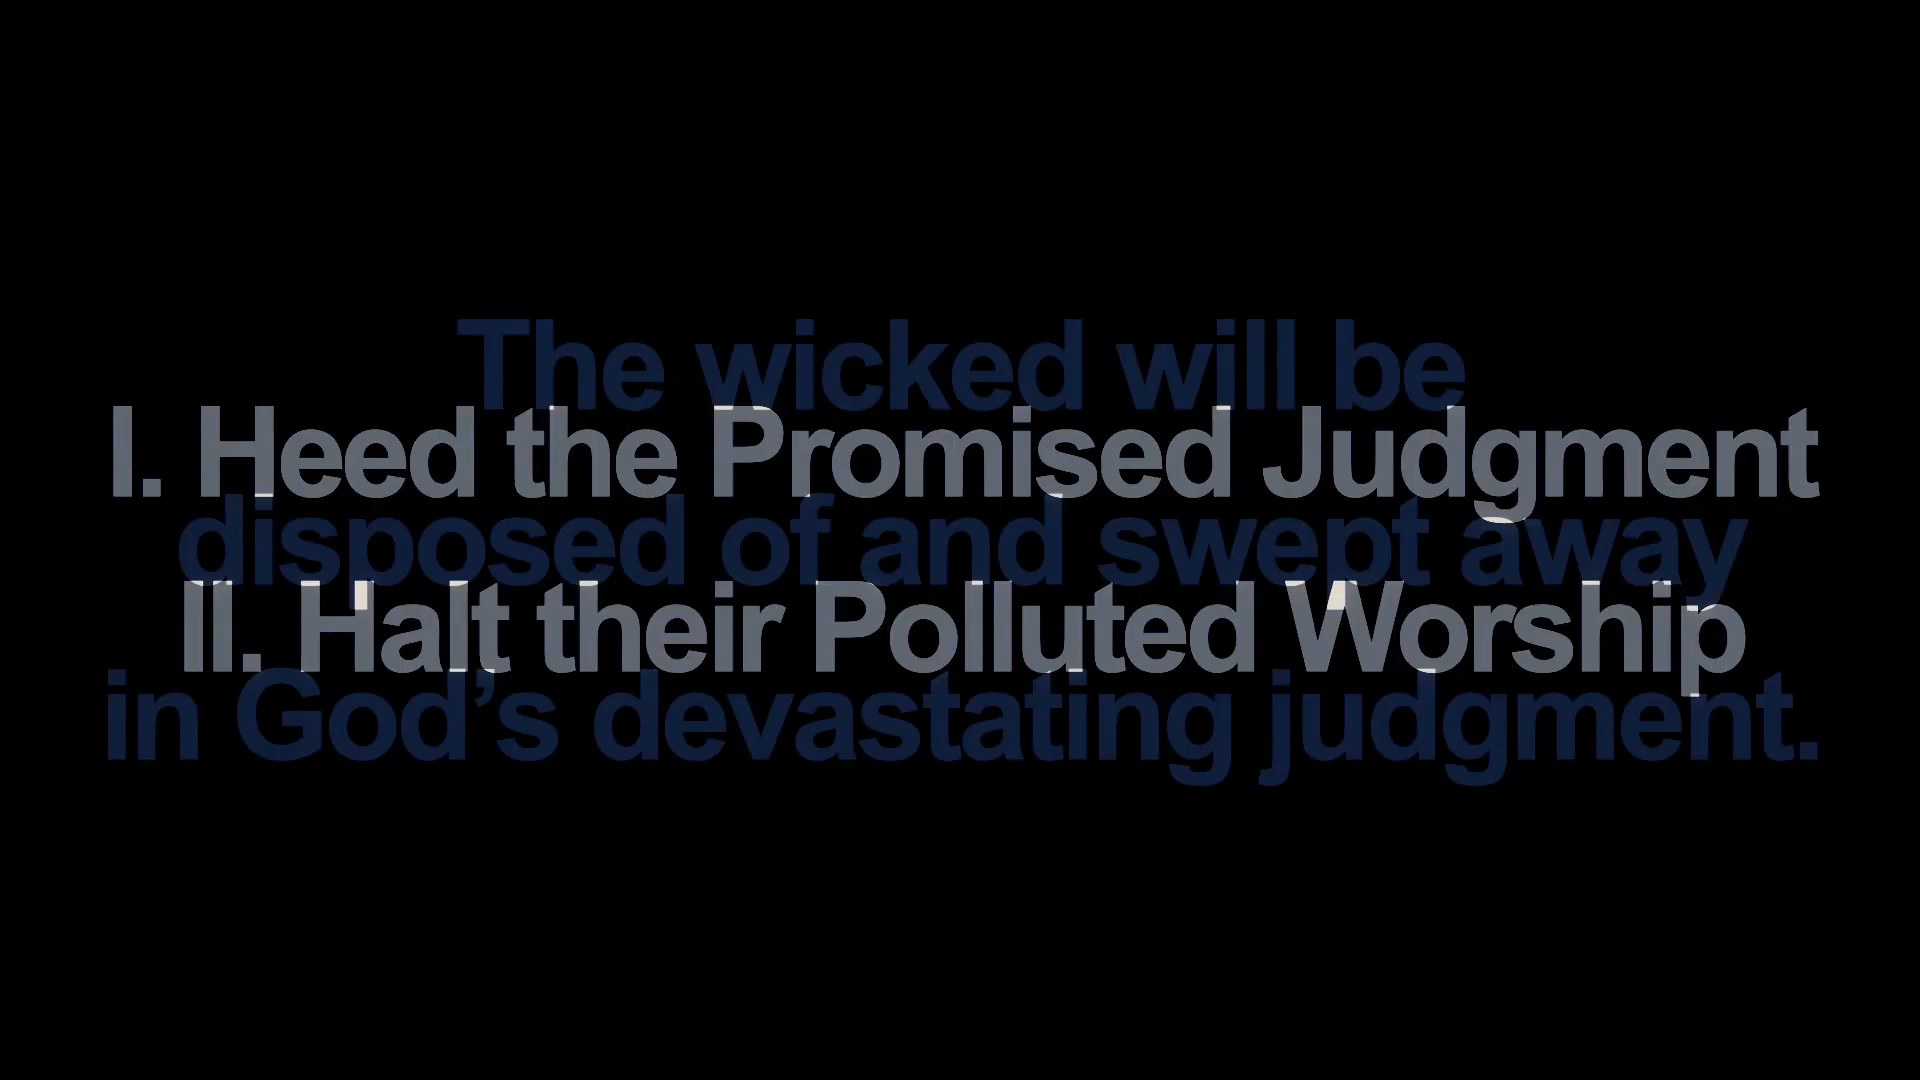 The wicked will be
I. Heed the Promised Judgment
disposed of and swept away
II. Halt their Polluted Worship
in God’s devastating judgment.